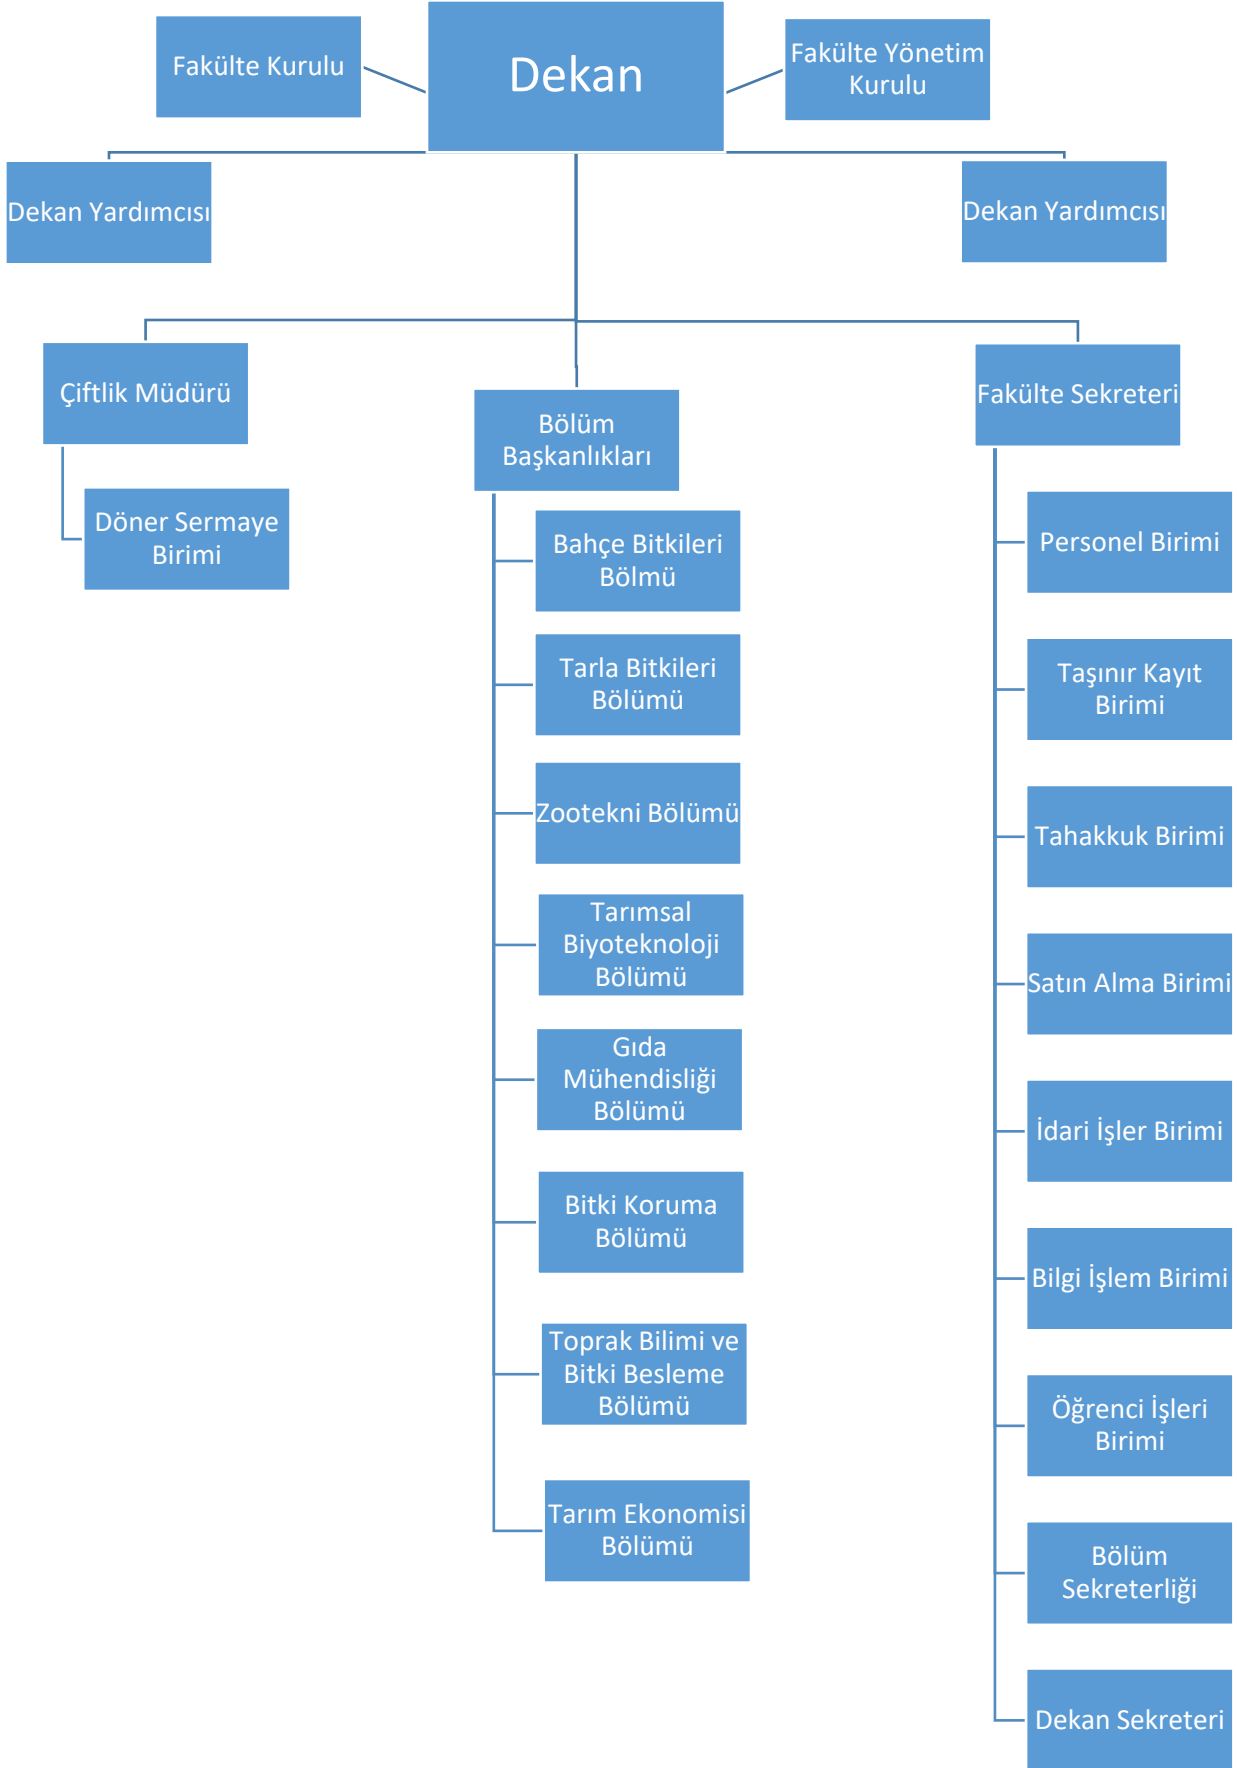 Fakülte Kurulu
Dekan
Fakülte Yönetim
Kurulu
Dekan Yardımcısı
Dekan Yardımcısı
Çiftlik Müdürü
Döner Sermaye
Birimi
Bölüm
Başkanlıkları
Bahçe Bitkileri
Bölmü
Tarla Bitkileri
Bölümü
Zootekni Bölümü
Tarımsal
Biyoteknoloji
Bölümü
Gıda
Mühendisliği
Bölümü
Bitki Koruma
Bölümü
Toprak Bilimi ve
Bitki Besleme
Bölümü
Tarım Ekonomisi
Bölümü
Fakülte Sekreteri
Personel Birimi
Taşınır Kayıt
Birimi
Tahakkuk Birimi
Satın Alma Birimi
İdari İşler Birimi
Bilgi İşlem Birimi
Öğrenci İşleri
Birimi
Bölüm
Sekreterliği
Dekan Sekreteri